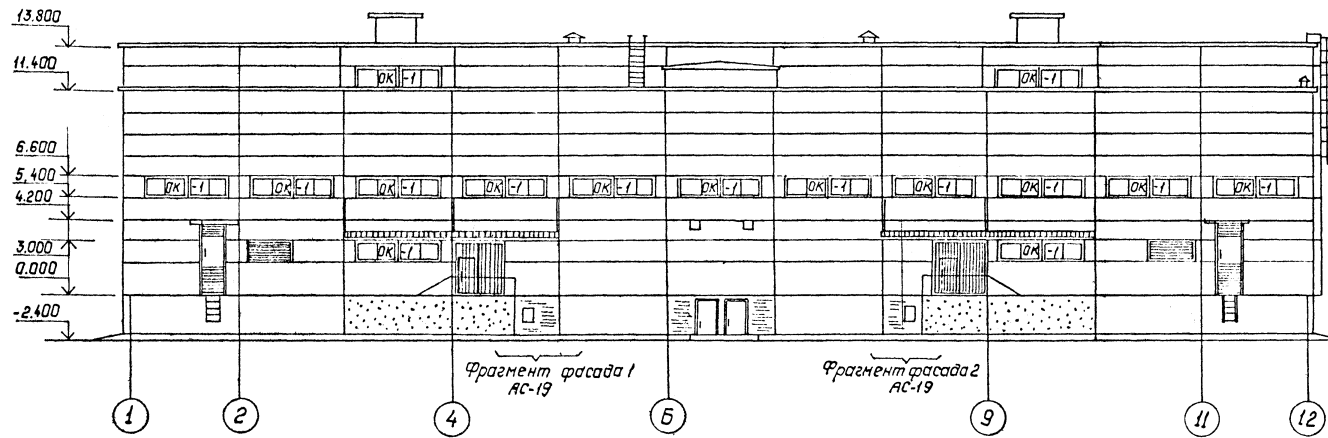 13.800
11.400
ОК -1 ОК -1
6.600
5.400
ОК -1 ОК -1 ОК -1 ОК -1 ОК -1 ОК -1 ОК -1 ОК -1 ОК -1 ОК -1 ОК -1
4.200
3.000
ОК -1 ОК -1
0.000
-2.400
Фрагмент фасада 1
АС-19
Фрагмент фасада 2
АС-19
1 2 4 6 9 11 12